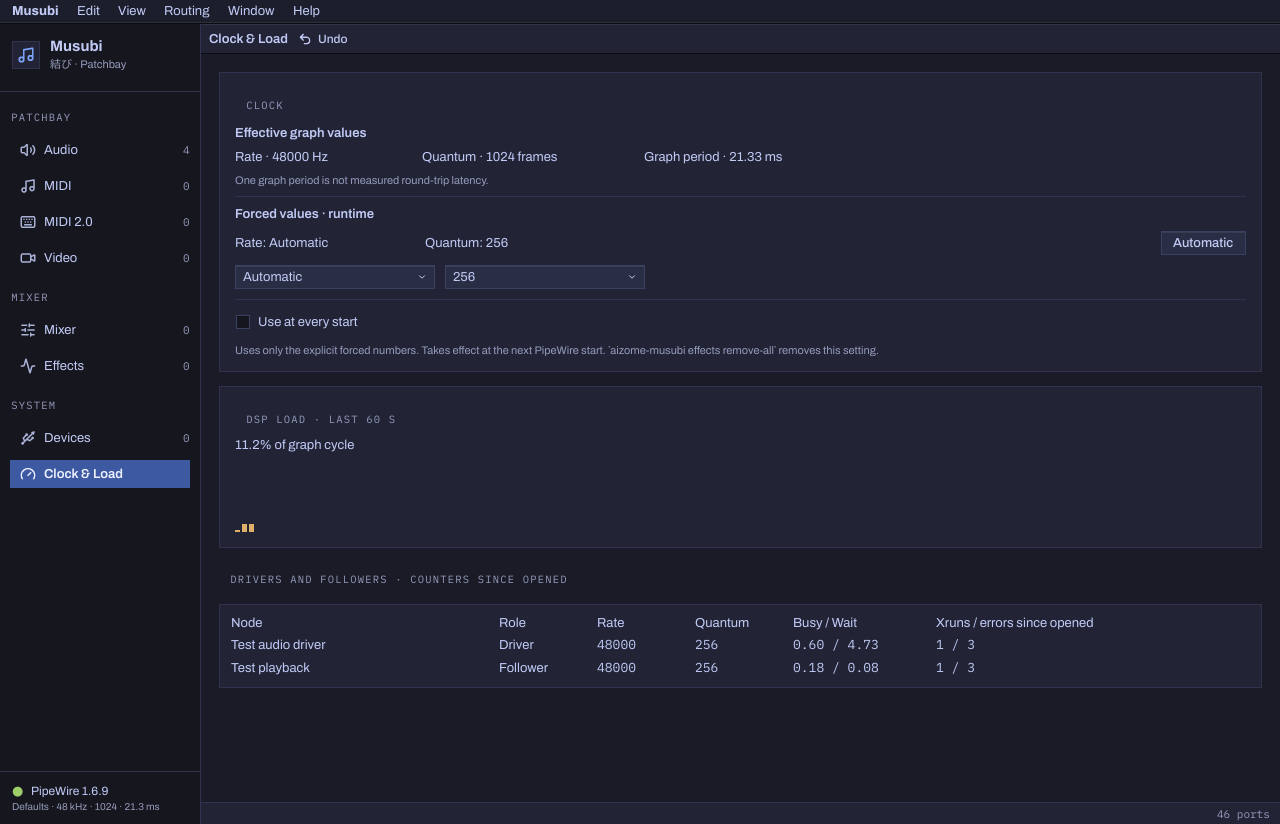 Musubi Edit View Routing Window Help
Musubi
結び · Patchbay
PATCHBAY
Audio 4
MIDI 0
MIDI 2.0 0
Video 0
MIXER
Mixer 0
Effects 0
SYSTEM
Devices 0
Clock & Load
PipeWire 1.6.9
Defaults · 48 kHz · 1024 · 21.3 ms
Clock & Load Undo
CLOCK
Effective graph values
Rate · 48000 Hz Quantum · 1024 frames Graph period · 21.33 ms
One graph period is not measured round-trip latency.
Forced values · runtime
Rate: Automatic Quantum: 256 Automatic
Automatic 256
Use at every start
Uses only the explicit forced numbers. Takes effect at the next PipeWire start. `aizome-musubi effects remove-all` removes this setting.
DSP LOAD · LAST 60 S
11.2% of graph cycle
DRIVERS AND FOLLOWERS · COUNTERS SINCE OPENED
Node Role Rate Quantum Busy / Wait Xruns / errors since opened
Test audio driver Driver 48000 256 0.60 / 4.73 1 / 3
Test playback Follower 48000 256 0.18 / 0.08 1 / 3
46 ports